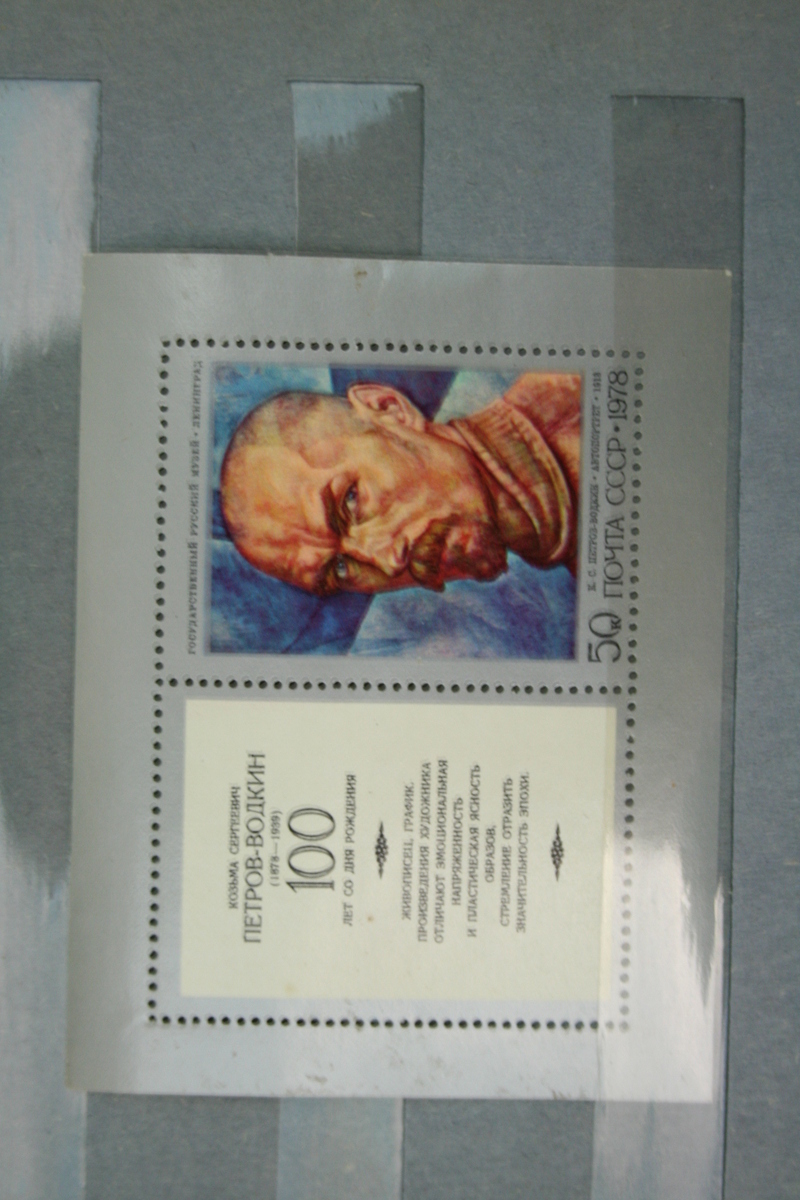 КОЗЬМА СЕРГЕЕВИЧ
ПЕТРОВ-ВОДКИН
(1878—1939)
100
ЛЕТ СО ДНЯ РОЖДЕНИЯ
ЖИВОПИСЕЦ, ГРАФИК.
ПРОИЗВЕДЕНИЯ ХУДОЖНИКА
ОТЛИЧАЮТ ЭМОЦИОНАЛЬНАЯ
НАПРЯЖЕННОСТЬ
И ПЛАСТИЧЕСКАЯ ЯСНОСТЬ
ОБРАЗОВ,
СТРЕМЛЕНИЕ ОТРАЗИТЬ
ЗНАЧИТЕЛЬНОСТЬ ЭПОХИ.
ГОСУДАРСТВЕННЫЙ РУССКИЙ МУЗЕЙ • ЛЕНИНГРАД
К. С. ПЕТРОВ-ВОДКИН • АВТОПОРТРЕТ • 1918
50к ПОЧТА СССР • 1978